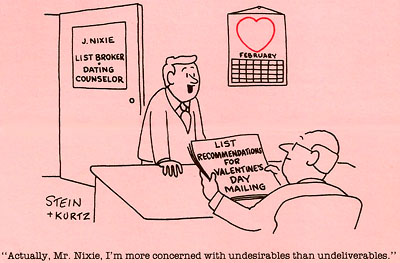 J. NIXIE
LIST BROKER
•
DATING
COUNSELOR
FEBRUARY
LIST
RECOMMENDATIONS
FOR
VALENTINE'S
DAY
MAILING
STEIN
+ KURTZ
"Actually, Mr. Nixie, I'm more concerned with undesirables than undeliverables."